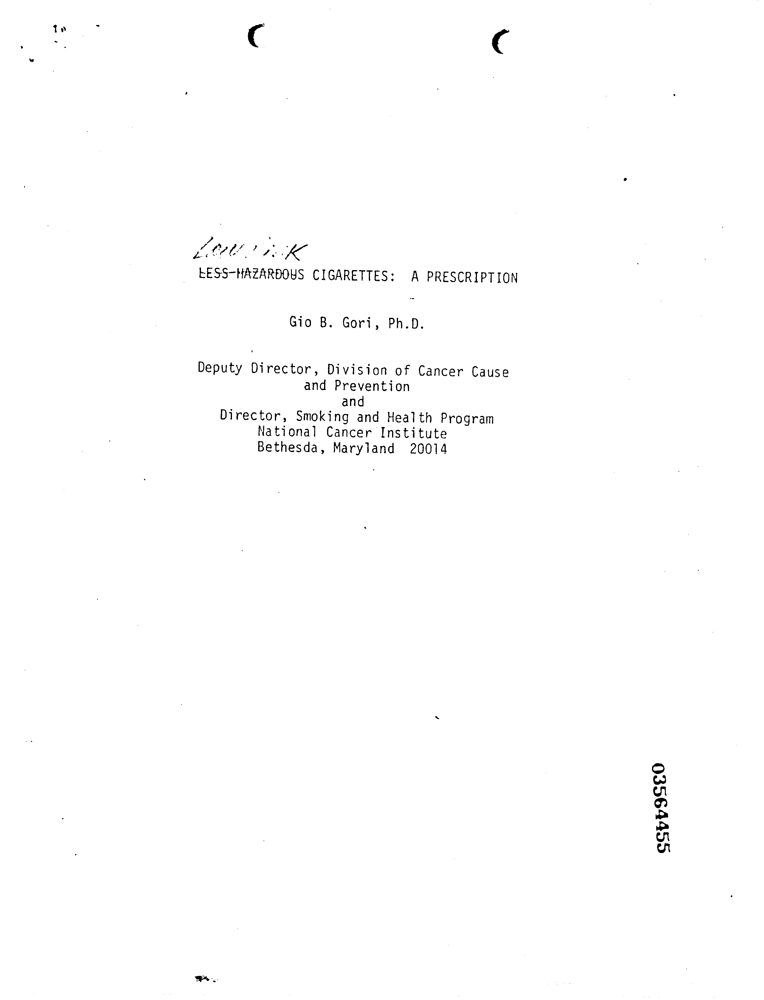 LOW RISK
LESS-HAZARDOUS CIGARETTES: A PRESCRIPTION
Gio B. Gori, Ph.D.
Deputy Director, Division of Cancer Cause
and Prevention
and
Director, Smoking and Health Program
National Cancer Institute
Bethesda, Maryland 20014
03564455